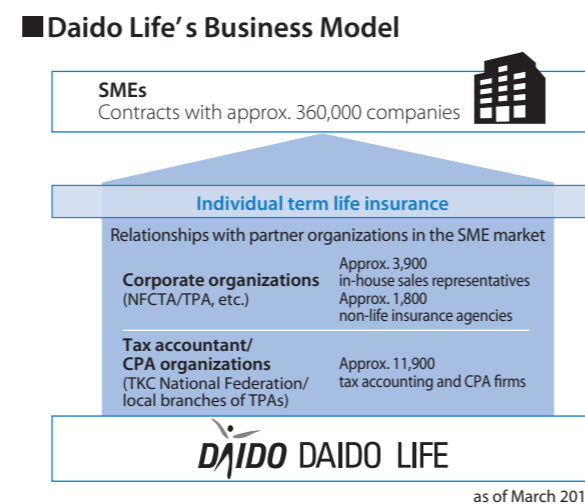 ■Daido Life's Business Model
SMEs
Contracts with approx. 360,000 companies
Individual term life insurance
Relationships with partner organizations in the SME market
Corporate organizations
(NFCTA/TPA, etc.)
Approx. 3,900
in-house sales representatives
Approx. 1,800
non-life insurance agencies
Tax accountant/
CPA organizations
(TKC National Federation/
local branches of TPAs)
Approx. 11,900
tax accounting and CPA firms
DAIDO DAIDO LIFE
as of March